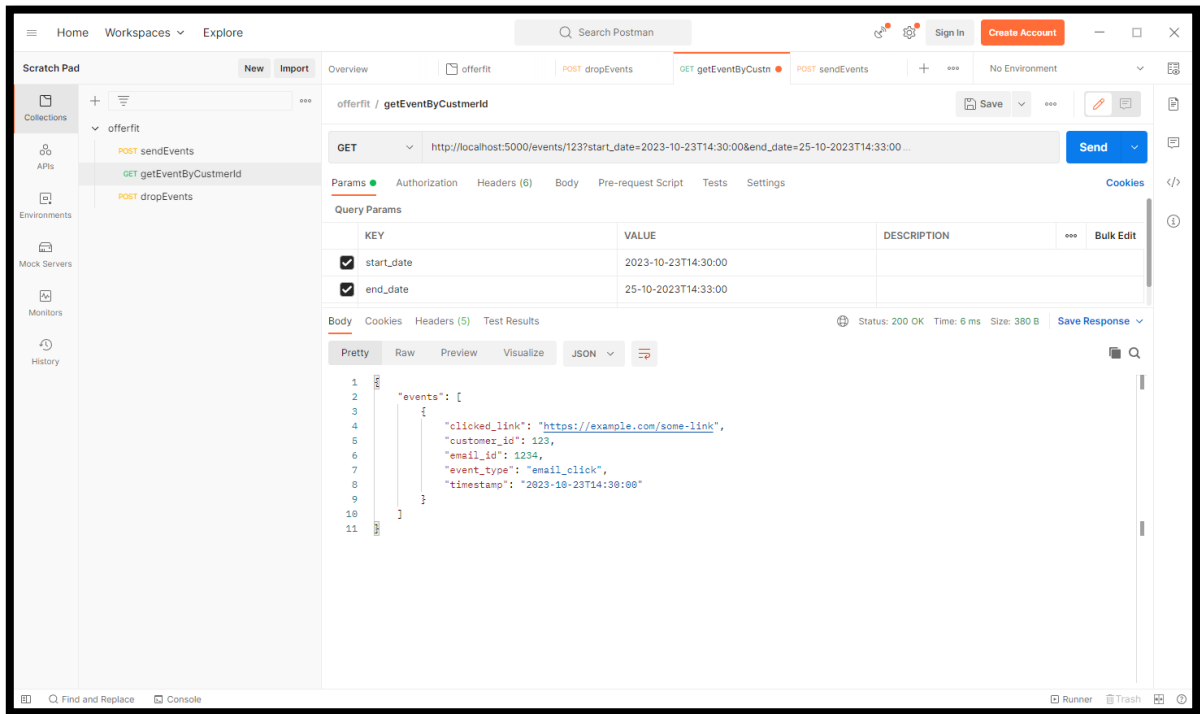 Home Workspaces Explore Search Postman Sign In Create Account
Scratch Pad New Import Overview offerfit POST dropEvents GET getEventByCustn POST sendEvents No Environment
Collections
APIs
Environments
Mock Servers
Monitors
History
offerfit
POST sendEvents
GET getEventByCustmerId
POST dropEvents
offerfit / getEventByCustmerId Save
GET http://localhost:5000/events/123?start_date=2023-10-23T14:30:00&end_date=25-10-2023T14:33:00... Send
Params Authorization Headers (6) Body Pre-request Script Tests Settings Cookies
Query Params
KEY VALUE DESCRIPTION Bulk Edit
start_date 2023-10-23T14:30:00
end_date 25-10-2023T14:33:00
Body Cookies Headers (5) Test Results Status: 200 OK Time: 6 ms Size: 380 B Save Response
Pretty Raw Preview Visualize JSON
1 {
2 "events": [
3 {
4 "clicked_link": "https://example.com/some-link",
5 "customer_id": 123,
6 "email_id": 1234,
7 "event_type": "email_click",
8 "timestamp": "2023-10-23T14:30:00"
9 }
10 ]
11 }
Find and Replace Console Runner Trash